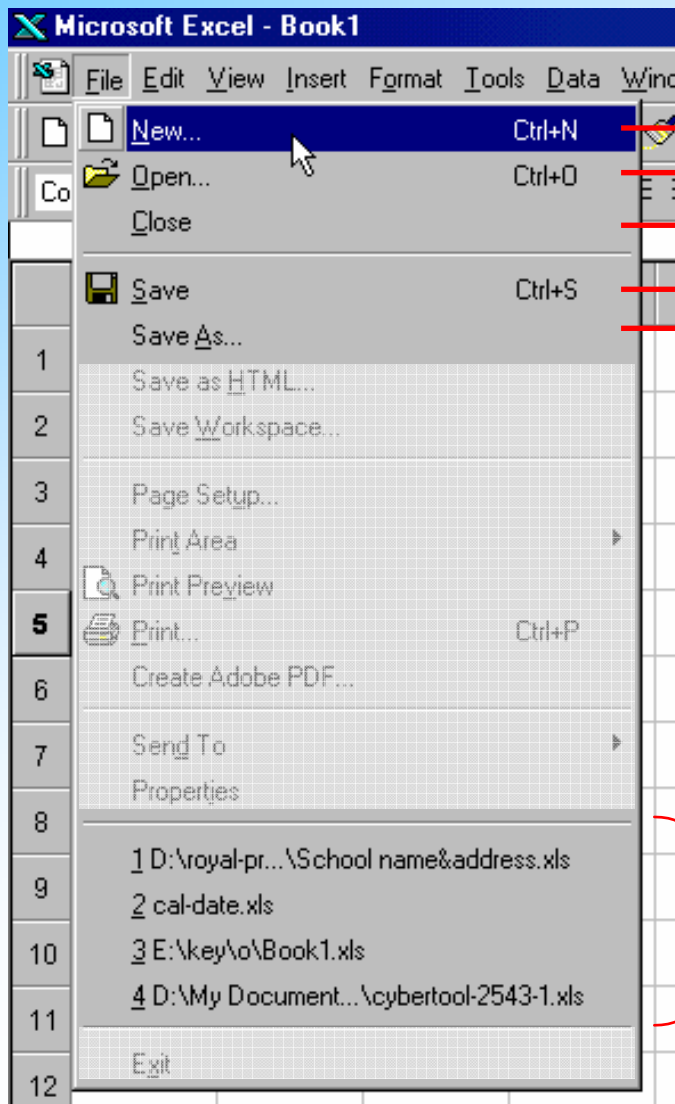 Microsoft Excel - Book1
File Edit View Insert Format Tools Data
New... Ctrl+N
Open... Ctrl+O
Co
Close
Save Ctrl+S
Save As...
1
Save as HTML...
2
Save Workspace...
3
Page Setup...
Print Area
4
Print Preview
5
Print... Ctrl+P
Create Adobe PDF...
6
Send To
7
Properties
8
1 D:\royal-pr...\School name&address.xls
9
2 cal-date.xls
10
3 E:\key\o\Book1.xls
4 D:\My Document...\cybertool-2543-1.xls
11
Exit
12